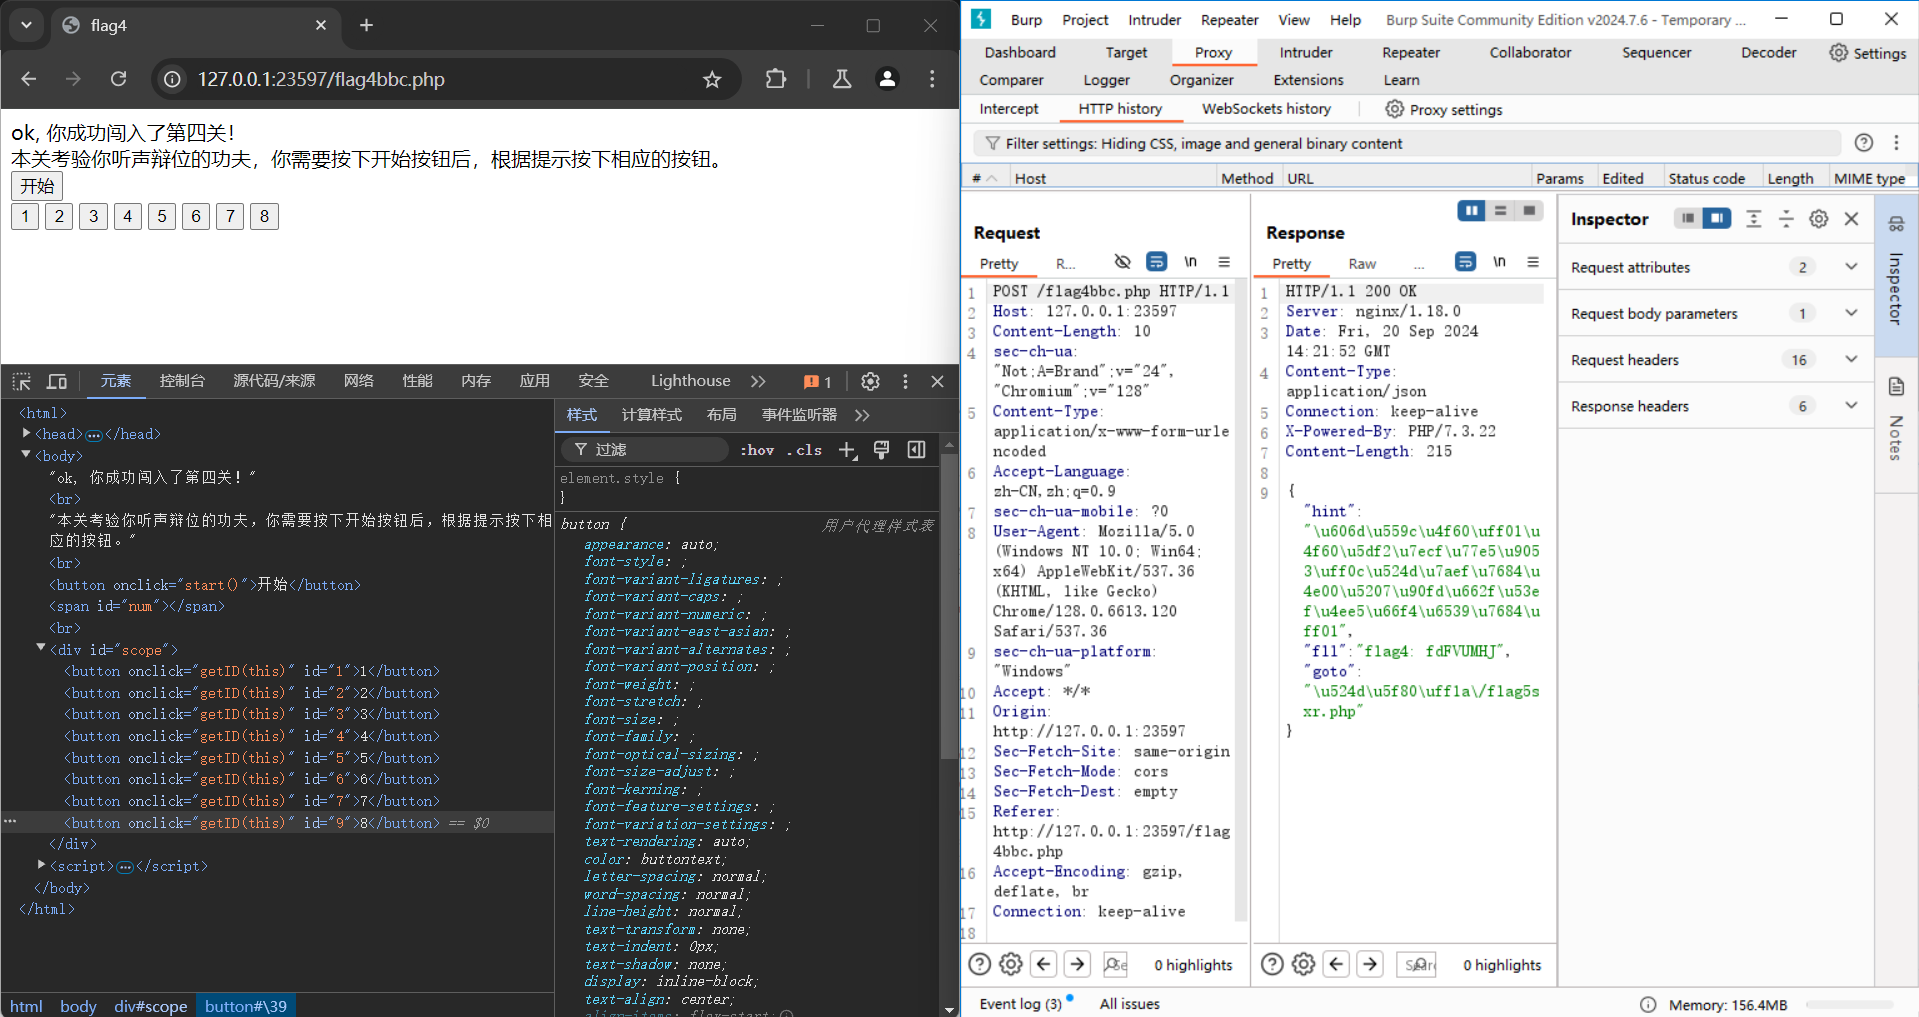 flag4
127.0.0.1:23597/flag4bbc.php
ok, 你成功闯入了第四关！
本关考验你听声辩位的功夫，你需要按下开始按钮后，根据提示按下相应的按钮。
开始
1 2 3 4 5 6 7 8
元素 控制台 源代码/来源 网络 性能 内存 应用 安全 Lighthouse 1
<html>
<head> </head>
<body>
"ok, 你成功闯入了第四关！"
<br>
"本关考验你听声辩位的功夫，你需要按下开始按钮后，根据提示按下相
应的按钮。"
<br>
<button onclick="start()">开始</button>
<span id="num"></span>
<br>
<div id="scope">
<button onclick="getID(this)" id="1">1</button>
<button onclick="getID(this)" id="2">2</button>
<button onclick="getID(this)" id="3">3</button>
<button onclick="getID(this)" id="4">4</button>
<button onclick="getID(this)" id="5">5</button>
<button onclick="getID(this)" id="6">6</button>
<button onclick="getID(this)" id="7">7</button>
<button onclick="getID(this)" id="9">8</button> == $0
</div>
<script> </script>
</body>
</html>
html body div#scope button#\39
样式 计算样式 布局 事件监听器
过滤 :hov .cls
element.style {
}
button { 用户代理样式表
appearance: auto;
font-style: ;
font-variant-ligatures: ;
font-variant-caps: ;
font-variant-numeric: ;
font-variant-east-asian: ;
font-variant-alternates: ;
font-variant-position: ;
font-weight: ;
font-stretch: ;
font-size: ;
font-family: ;
font-optical-sizing: ;
font-size-adjust: ;
font-kerning: ;
font-feature-settings: ;
font-variation-settings: ;
text-rendering: auto;
color: buttontext;
letter-spacing: normal;
word-spacing: normal;
line-height: normal;
text-transform: none;
text-indent: 0px;
text-shadow: none;
display: inline-block;
text-align: center;
align-items: flex-start;
Burp Project Intruder Repeater View Help Burp Suite Community Edition v2024.7.6 - Temporary ...
Dashboard Target Proxy Intruder Repeater Collaborator Sequencer Decoder Settings
Comparer Logger Organizer Extensions Learn
Intercept HTTP history WebSockets history Proxy settings
Filter settings: Hiding CSS, image and general binary content
# Host Method URL Params Edited Status code Length MIME type
Request
Pretty R... \n
1 POST /flag4bbc.php HTTP/1.1
2 Host: 127.0.0.1:23597
3 Content-Length: 10
4 sec-ch-ua:
"Not;A=Brand";v="24",
"Chromium";v="128"
5 Content-Type:
application/x-www-form-urle
ncoded
6 Accept-Language:
zh-CN,zh;q=0.9
7 sec-ch-ua-mobile: ?0
8 User-Agent: Mozilla/5.0
(Windows NT 10.0; Win64;
x64) AppleWebKit/537.36
(KHTML, like Gecko)
Chrome/128.0.6613.120
Safari/537.36
9 sec-ch-ua-platform:
"Windows"
10 Accept: */*
11 Origin:
http://127.0.0.1:23597
12 Sec-Fetch-Site: same-origin
13 Sec-Fetch-Mode: cors
14 Sec-Fetch-Dest: empty
15 Referer:
http://127.0.0.1:23597/flag
4bbc.php
16 Accept-Encoding: gzip,
deflate, br
17 Connection: keep-alive
18
0 highlights
Response
Pretty Raw ... \n
1 HTTP/1.1 200 OK
2 Server: nginx/1.18.0
3 Date: Fri, 20 Sep 2024
14:21:52 GMT
4 Content-Type:
application/json
5 Connection: keep-alive
6 X-Powered-By: PHP/7.3.22
7 Content-Length: 215
8
9 {
"hint":
"\u606d\u559c\u4f60\uff01\u
4f60\u5df2\u7ecf\u77e5\u905
3\uff0c\u524d\u7aef\u7684\u
4e00\u5207\u90fd\u662f\u53e
f\u4ee5\u66f4\u6539\u7684\u
ff01",
"fll":"flag4: fdFVUMHJ",
"goto":
"\u524d\u5f80\uff1a\/flag5s
xr.php"
}
0 highlights
Inspector
Request attributes 2
Request body parameters 1
Request headers 16
Response headers 6
Inspector
Notes
Event log (3) All issues Memory: 156.4MB